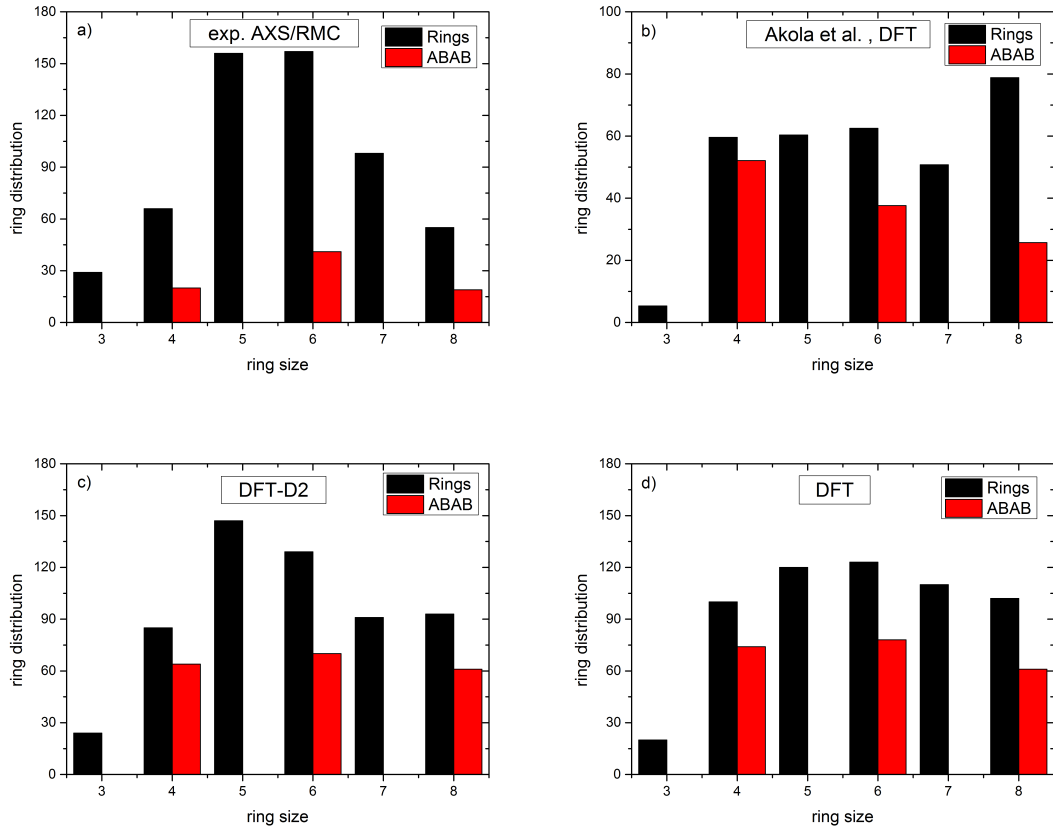 a)
exp. AXS/RMC
Rings
ABAB
180
150
120
90
60
30
0
ring distribution
3 4 5 6 7 8
ring size
b)
Akola et al. , DFT
Rings
ABAB
100
80
60
40
20
0
ring distribution
3 4 5 6 7 8
ring size
c)
DFT-D2
Rings
ABAB
180
150
120
90
60
30
0
ring distribution
3 4 5 6 7 8
ring size
d)
DFT
Rings
ABAB
180
150
120
90
60
30
0
ring distribution
3 4 5 6 7 8
ring size